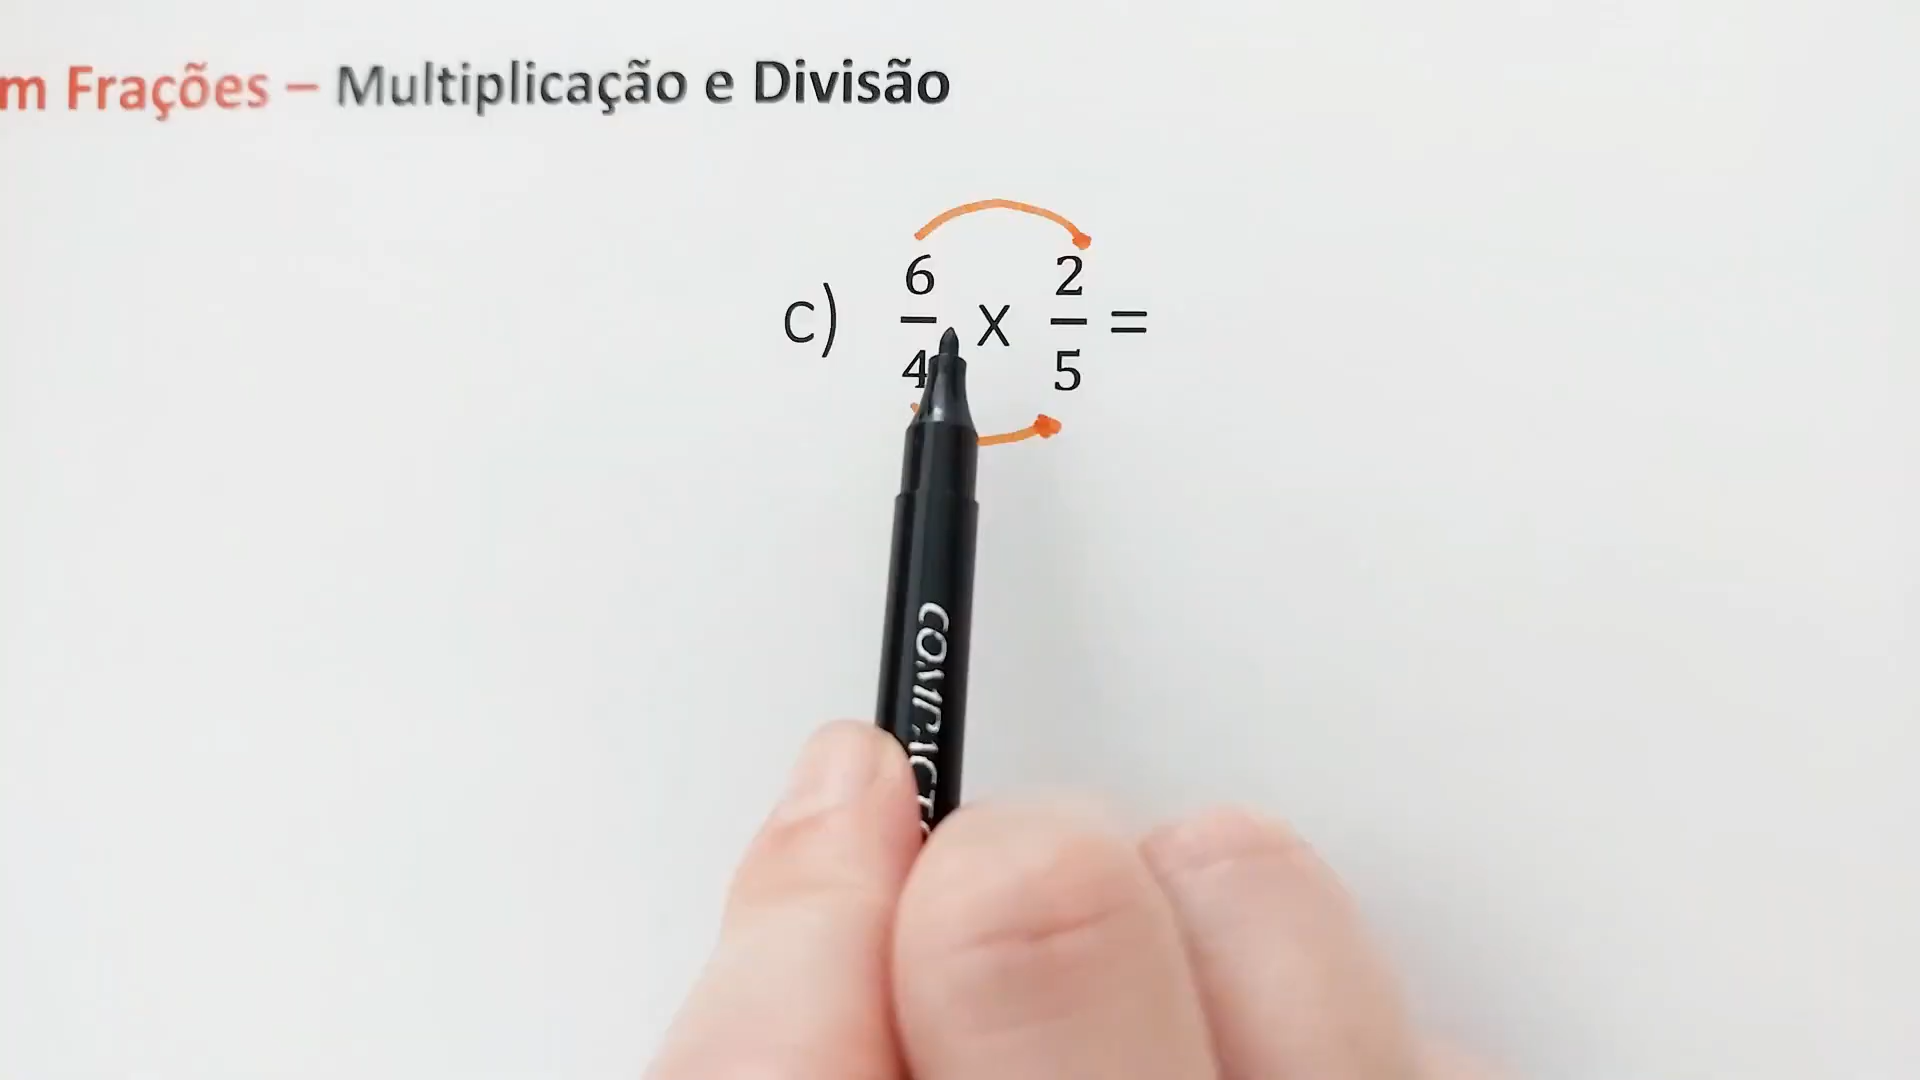 m Frações – Multiplicação e Divisão
c) 6/4 x 2/5 =
COMPACT